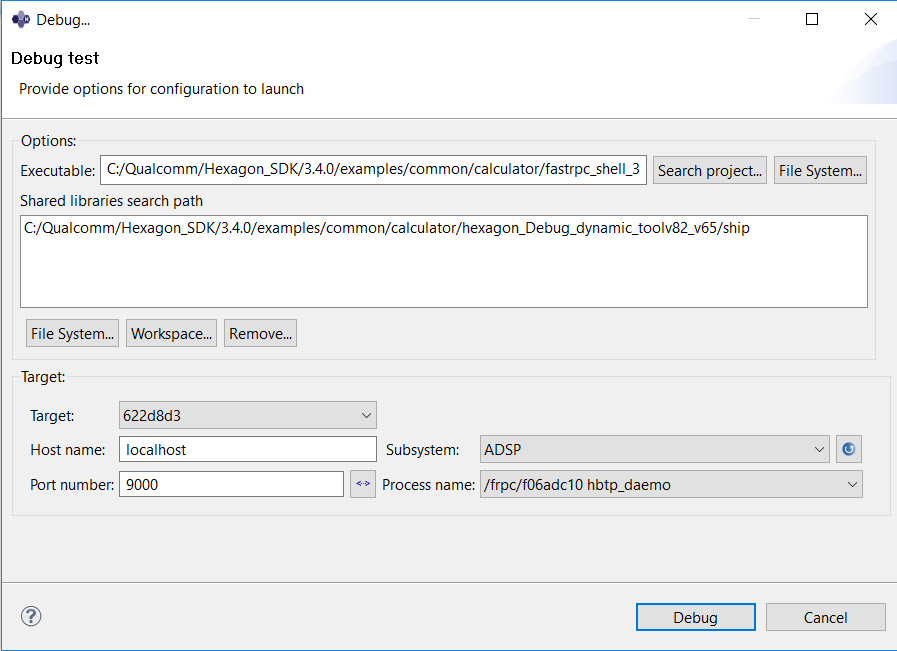 Debug...
Debug test
Provide options for configuration to launch
Options:
Executable: C:/Qualcomm/Hexagon_SDK/3.4.0/examples/common/calculator/fastrpc_shell_3 Search project... File System...
Shared libraries search path
C:/Qualcomm/Hexagon_SDK/3.4.0/examples/common/calculator/hexagon_Debug_dynamic_toolv82_v65/ship
File System... Workspace... Remove...
Target:
Target: 622d8d3
Host name: localhost Subsystem: ADSP
Port number: 9000 <-> Process name: /frpc/f06adc10 hbtp_daemo
? Debug Cancel